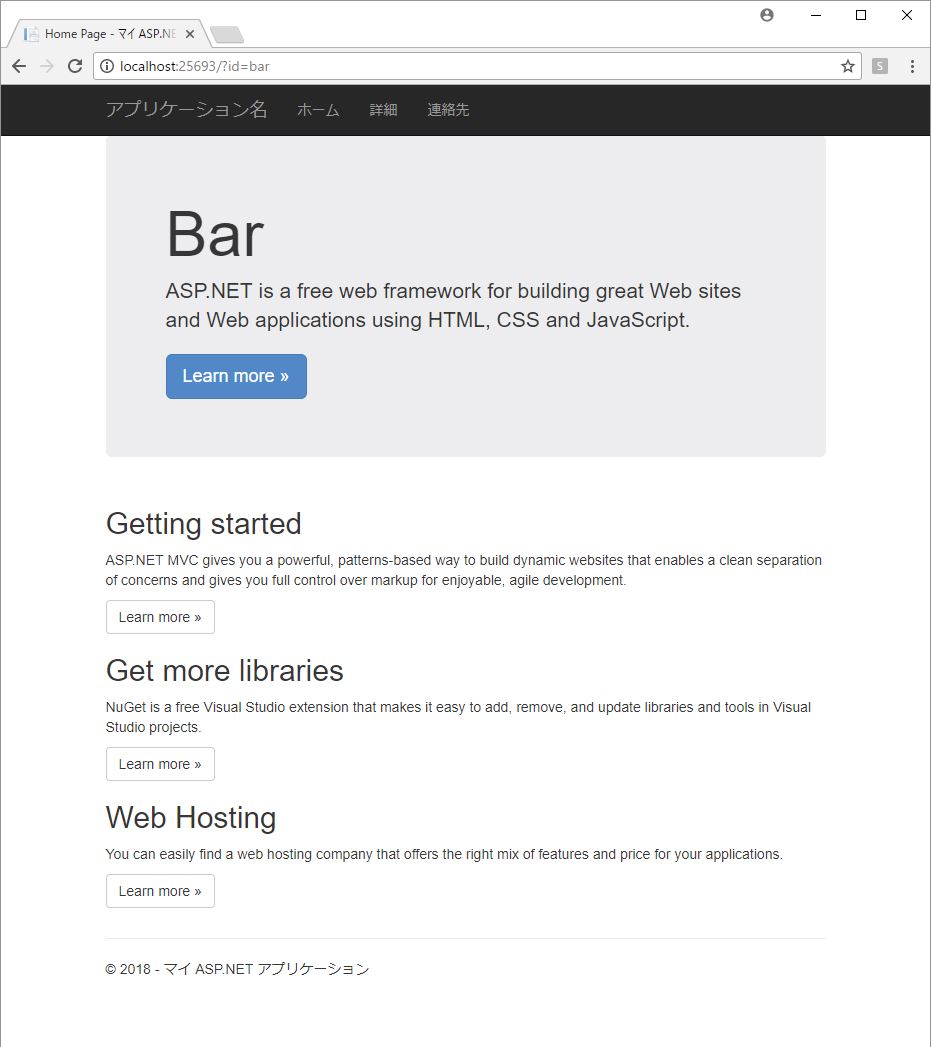 Home Page - マイ ASP.NE
localhost:25693/?id=bar
S
アプリケーション名 ホーム 詳細 連絡先
Bar
ASP.NET is a free web framework for building great Web sites
and Web applications using HTML, CSS and JavaScript.
Learn more »
Getting started
ASP.NET MVC gives you a powerful, patterns-based way to build dynamic websites that enables a clean separation
of concerns and gives you full control over markup for enjoyable, agile development.
Learn more »
Get more libraries
NuGet is a free Visual Studio extension that makes it easy to add, remove, and update libraries and tools in Visual
Studio projects.
Learn more »
Web Hosting
You can easily find a web hosting company that offers the right mix of features and price for your applications.
Learn more »
© 2018 - マイ ASP.NET アプリケーション